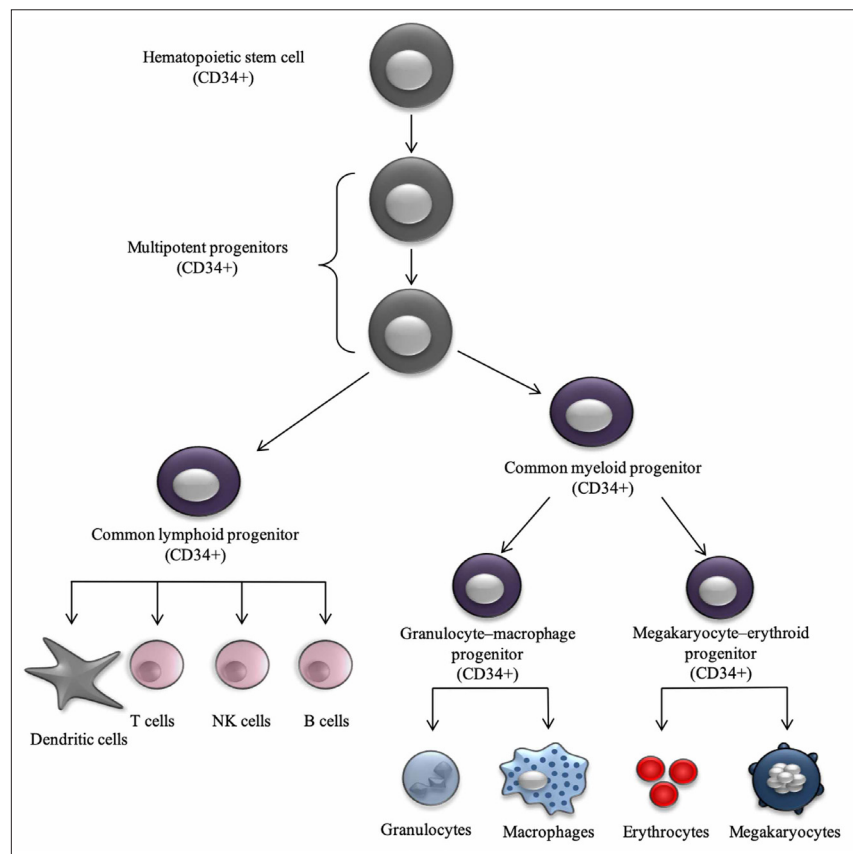 Hematopoietic stem cell
(CD34+)
Multipotent progenitors
(CD34+)
Common myeloid progenitor
(CD34+)
Common lymphoid progenitor
(CD34+)
Granulocyte–macrophage
progenitor
(CD34+)
Megakaryocyte–erythroid
progenitor
(CD34+)
Dendritic cells
T cells
NK cells
B cells
Granulocytes
Macrophages
Erythrocytes
Megakaryocytes